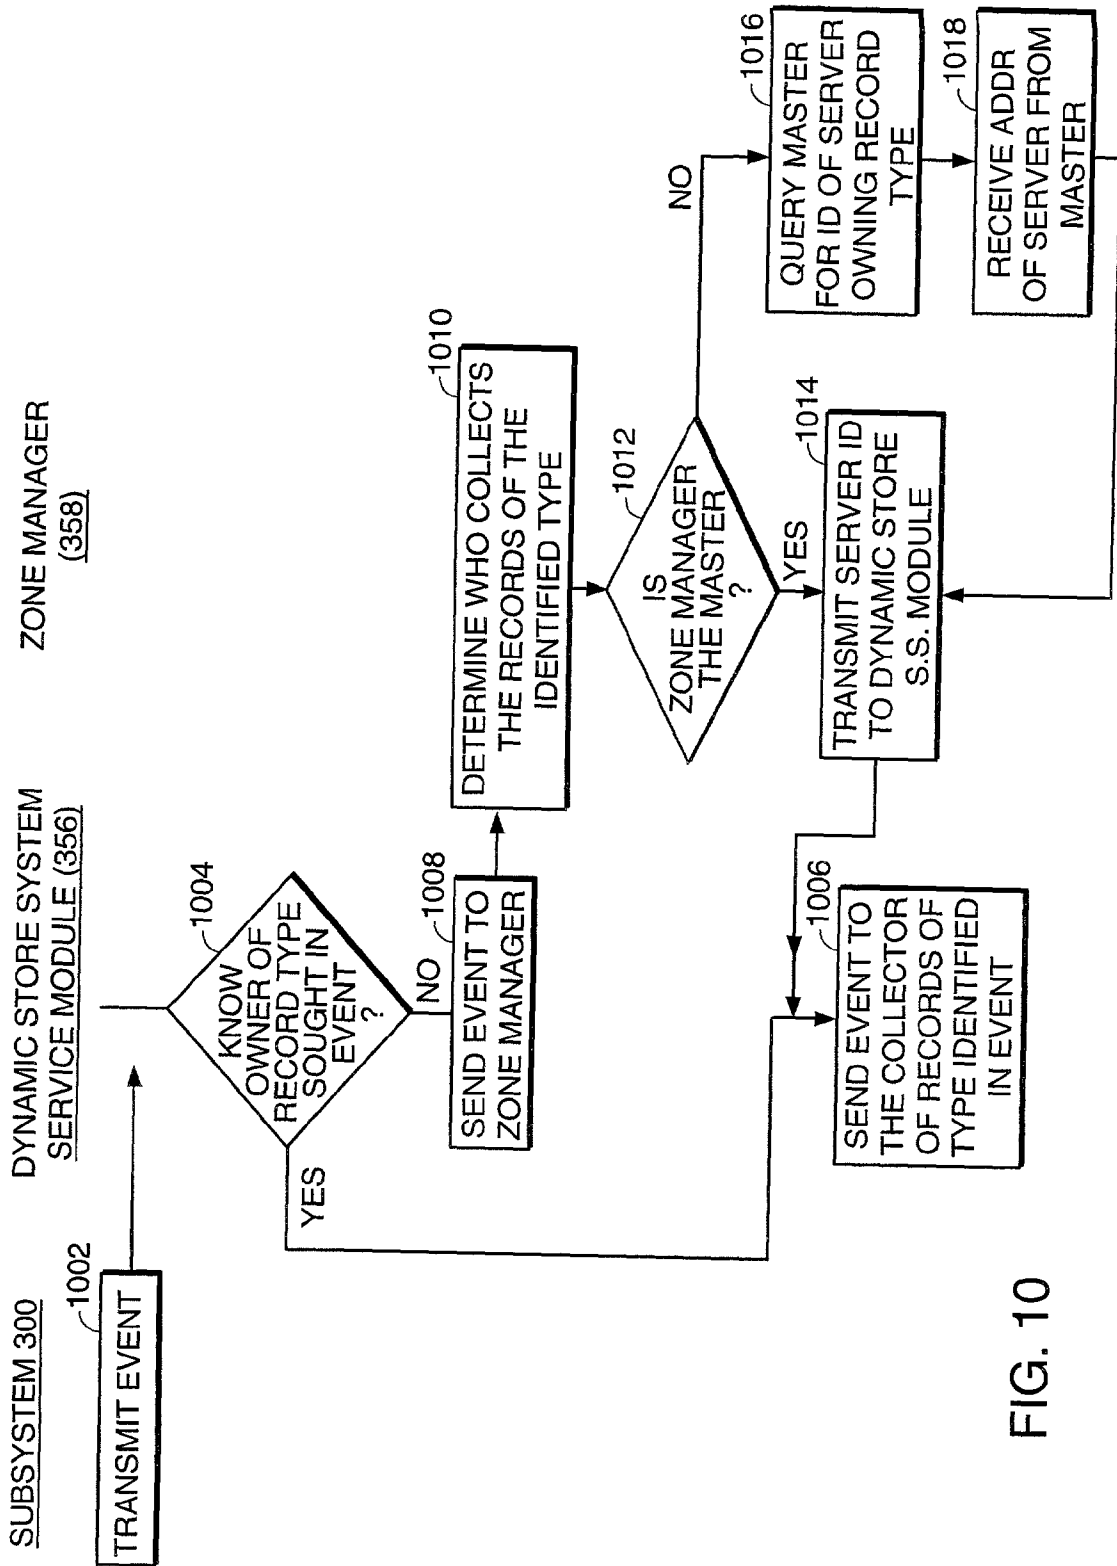 SUBSYSTEM 300
DYNAMIC STORE SYSTEM
SERVICE MODULE (356)
ZONE MANAGER
(358)
1002
TRANSMIT EVENT
1004
KNOW
OWNER OF
RECORD TYPE
SOUGHT IN
EVENT
?
YES
NO
1008
SEND EVENT TO
ZONE MANAGER
1010
DETERMINE WHO COLLECTS
THE RECORDS OF THE
IDENTIFIED TYPE
1012
IS
ZONE MANAGER
THE MASTER
?
NO
YES
1016
QUERY MASTER
FOR ID OF SERVER
OWNING RECORD
TYPE
1018
RECEIVE ADDR
OF SERVER FROM
MASTER
1014
TRANSMIT SERVER ID
TO DYNAMIC STORE
S.S. MODULE
1006
SEND EVENT TO
THE COLLECTOR
OF RECORDS OF
TYPE IDENTIFIED
IN EVENT
FIG. 10